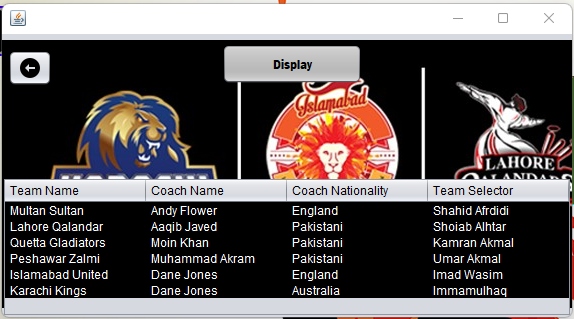 Display
Islamabad
KARACHI
LAHORE
QALANDARS
Team Name Coach Name Coach Nationality Team Selector
Multan Sultan Andy Flower England Shahid Afrdidi
Lahore Qalandar Aaqib Javed Pakistani Shoiab Alhtar
Quetta Gladiators Moin Khan Pakistani Kamran Akmal
Peshawar Zalmi Muhammad Akram Pakistani Umar Akmal
Islamabad United Dane Jones England Imad Wasim
Karachi Kings Dane Jones Australia Immamulhaq